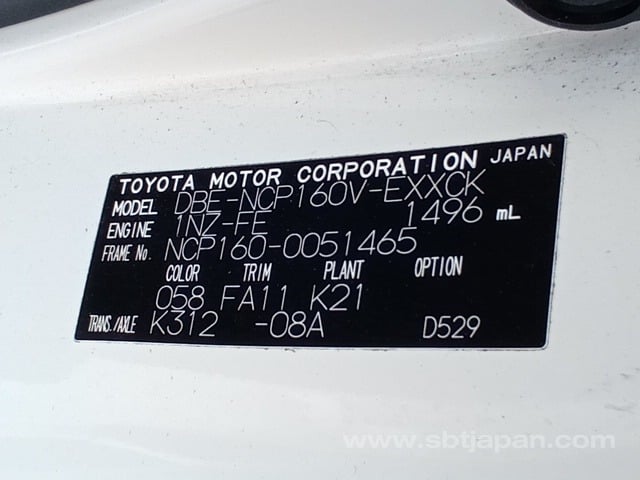 TOYOTA MOTOR CORPORATION JAPAN
MODEL DBE-NCP160V-EXXCK
ENGINE 1NZ-FE 1496 mL
FRAME No. NCP160-0051465
COLOR TRIM PLANT OPTION
058 FA11 K21
TRANS./AXLE K312 -08A D529
www.sbtjapan.com